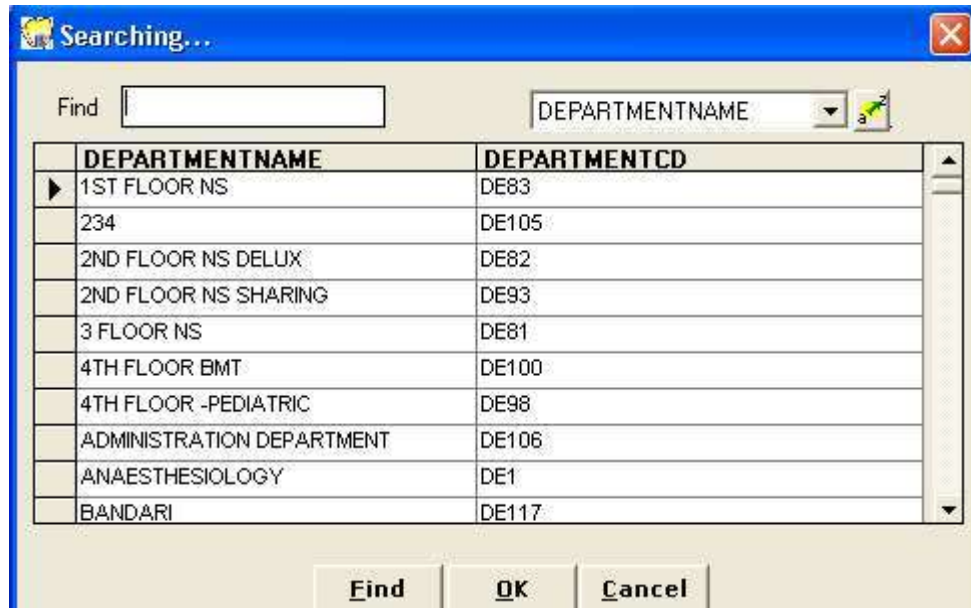 Searching...
Find DEPARTMENTNAME
DEPARTMENTNAME DEPARTMENTCD
1ST FLOOR NS DE83
234 DE105
2ND FLOOR NS DELUX DE82
2ND FLOOR NS SHARING DE93
3 FLOOR NS DE81
4TH FLOOR BMT DE100
4TH FLOOR -PEDIATRIC DE98
ADMINISTRATION DEPARTMENT DE106
ANAESTHESIOLOGY DE1
BANDARI DE117
Find OK Cancel